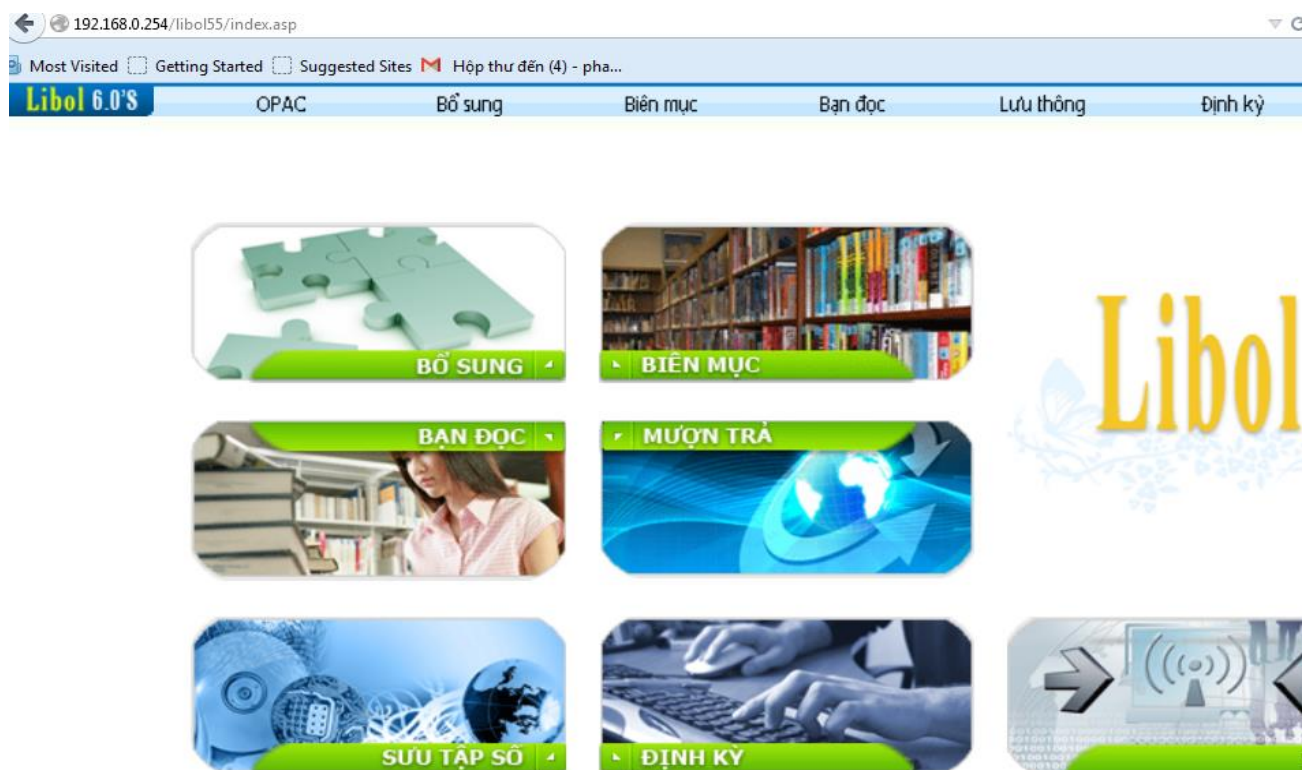 192.168.0.254/libol55/index.asp
Most Visited Getting Started Suggested Sites Hộp thư đến (4) - pha...
Libol 6.0'S OPAC Bổ sung Biên mục Bạn đọc Lưu thông Định kỳ
BỔ SUNG BIÊN MỤC
Libol
BẠN ĐỌC MƯỢN TRẢ
SƯU TẬP SỐ ĐỊNH KỲ